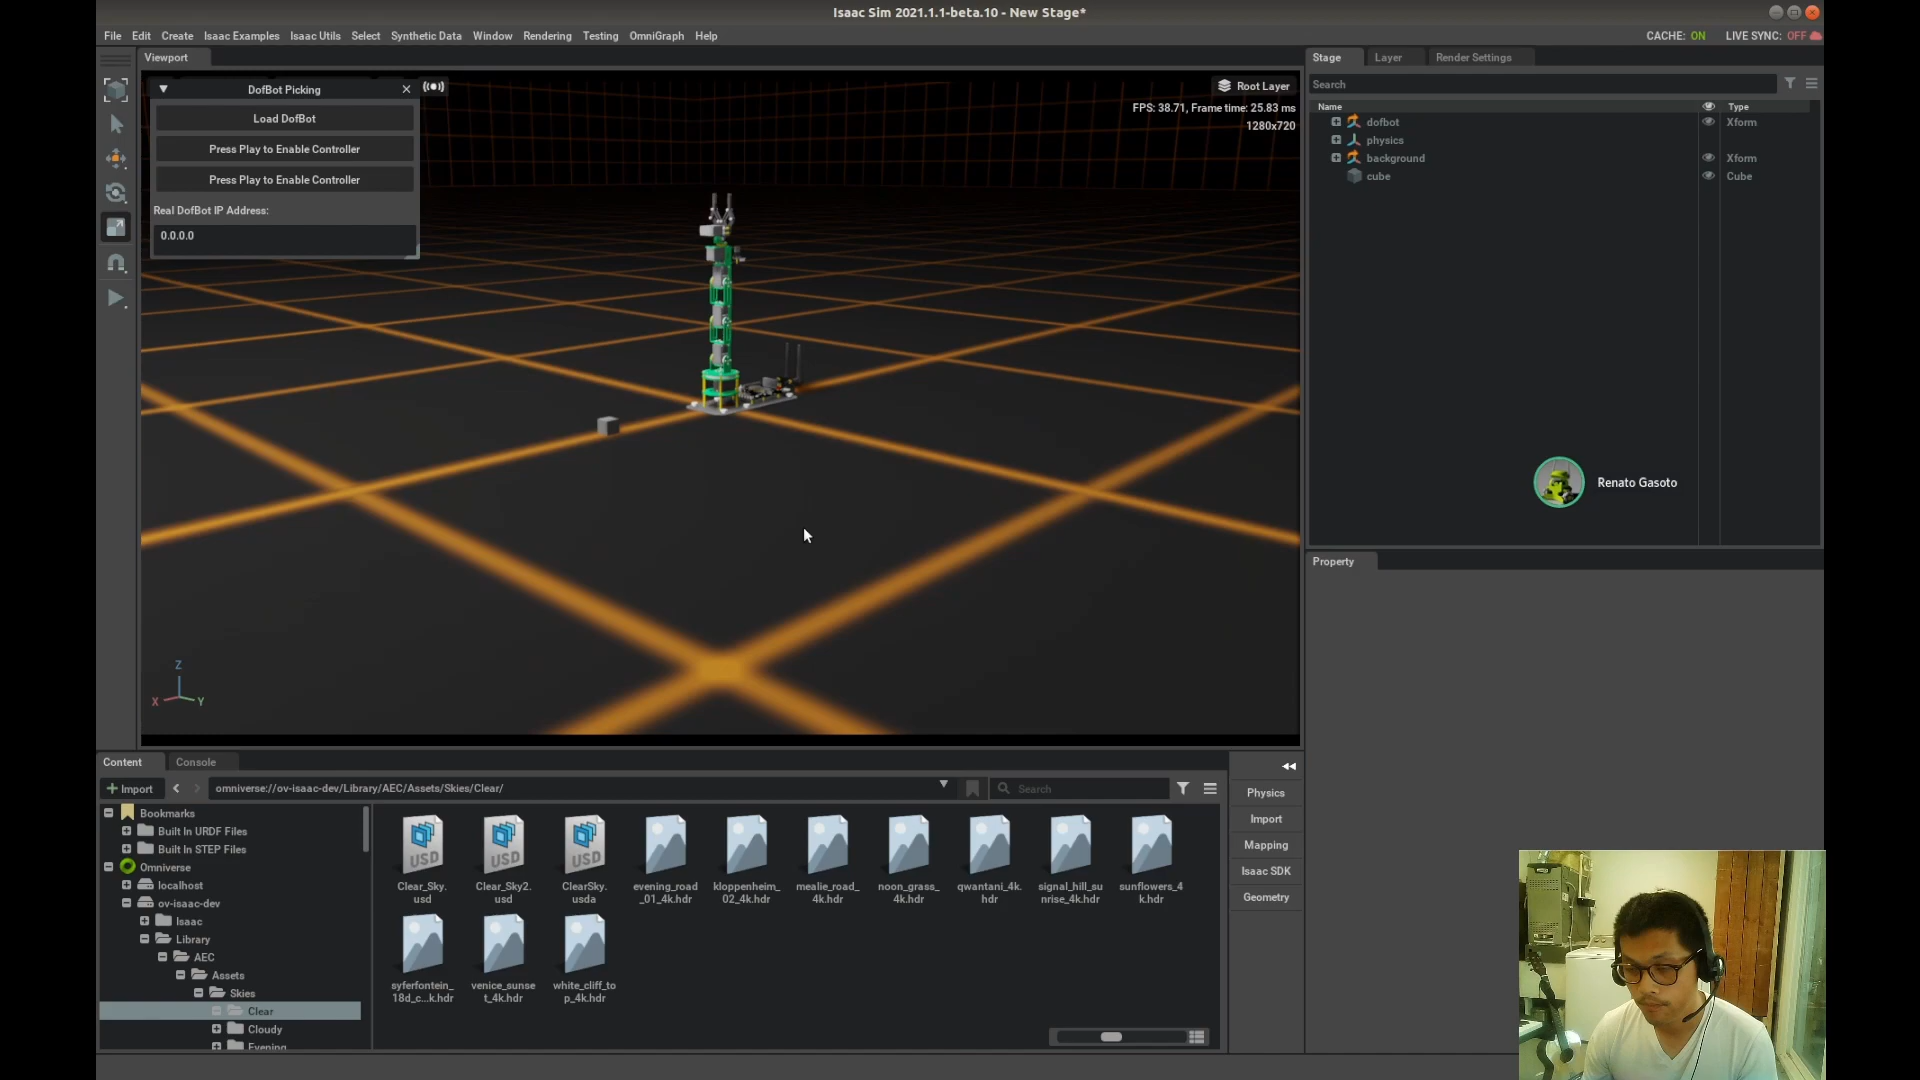 Isaac Sim 2021.1.1-beta.10 - New Stage*
File Edit Create Isaac Examples Isaac Utils Select Synthetic Data Window Rendering Testing OmniGraph Help
CACHE: ON LIVE SYNC: OFF
Viewport
DofBot Picking
Load DofBot
Press Play to Enable Controller
Press Play to Enable Controller
Real DofBot IP Address:
0.0.0.0
Root Layer
FPS: 38.71, Frame time: 25.83 ms
1280x720
Z
X Y
Stage Layer Render Settings
Search
Name Type
dofbot Xform
physics
background Xform
cube Cube
Renato Gasoto
Property
Content Console
Import
omniverse://ov-isaac-dev/Library/AEC/Assets/Skies/Clear/
Search
Bookmarks
Built In URDF Files
Built In STEP Files
Omniverse
localhost
ov-isaac-dev
Isaac
Library
AEC
Assets
Skies
Clear
Cloudy
Evening
USD
USD
USD
Clear_Sky.
usd
Clear_Sky2.
usd
ClearSky.
usda
evening_road
_01_4k.hdr
kloppenheim_
02_4k.hdr
mealie_road_
4k.hdr
noon_grass_
4k.hdr
qwantani_4k.
hdr
signal_hill_su
nrise_4k.hdr
sunflowers_4
k.hdr
syferfontein_
18d_c...k.hdr
venice_sunse
t_4k.hdr
white_cliff_to
p_4k.hdr
Physics
Import
Mapping
Isaac SDK
Geometry